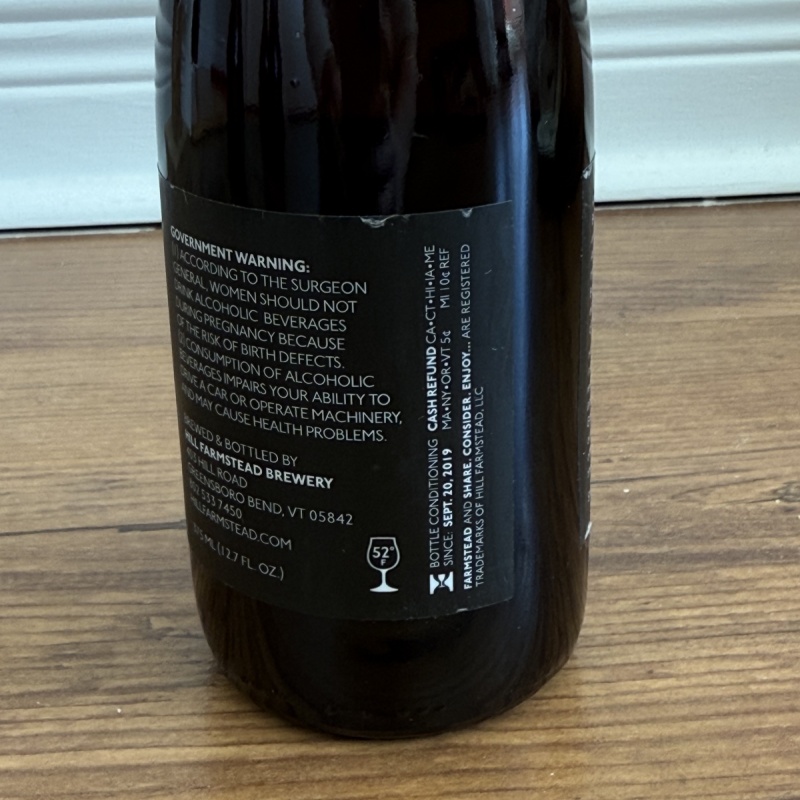 GOVERNMENT WARNING:
(1) ACCORDING TO THE SURGEON
GENERAL, WOMEN SHOULD NOT
DRINK ALCOHOLIC BEVERAGES
DURING PREGNANCY BECAUSE
OF THE RISK OF BIRTH DEFECTS.
(2) CONSUMPTION OF ALCOHOLIC
BEVERAGES IMPAIRS YOUR ABILITY TO
DRIVE A CAR OR OPERATE MACHINERY,
AND MAY CAUSE HEALTH PROBLEMS.
BREWED & BOTTLED BY
HILL FARMSTEAD BREWERY
403 HILL ROAD
GREENSBORO BEND, VT 05842
802 533 7450
HILLFARMSTEAD.COM
375 ML (12.7 FL. OZ.)
52°
F
BOTTLE CONDITIONING CASH REFUND CA•CT•HI•IA•ME
SINCE: SEPT. 20, 2019 MA•NY•OR•VT 5¢ MI 10¢ REF
FARMSTEAD AND SHARE. CONSIDER. ENJOY... ARE REGISTERED
TRADEMARKS OF HILL FARMSTEAD, LLC